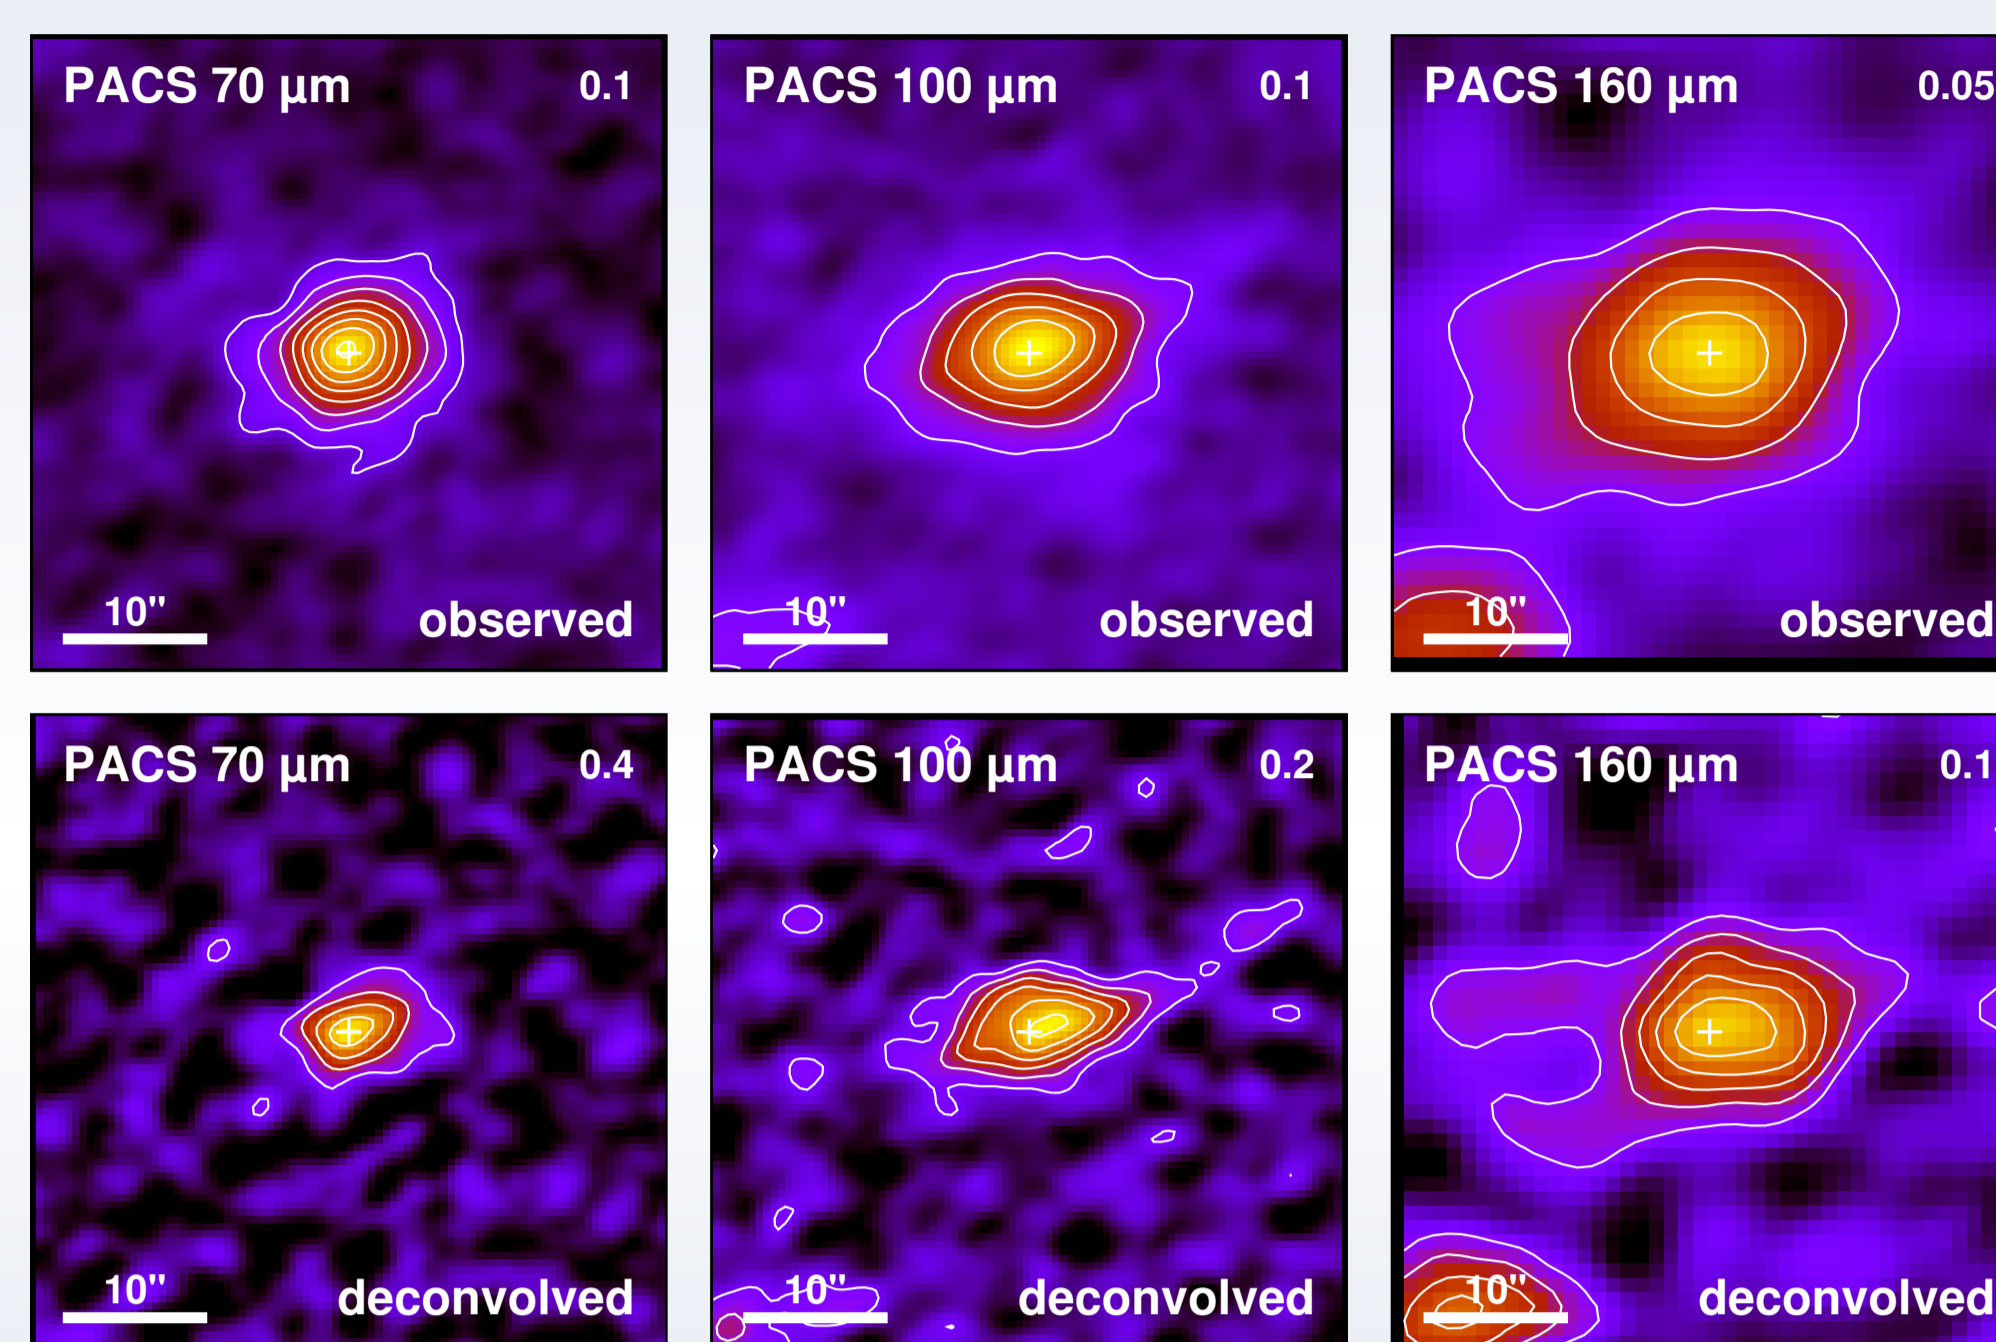 PACS 70 µm 0.1
10"
observed
PACS 100 µm 0.1
10"
observed
PACS 160 µm 0.05
10"
observed
PACS 70 µm 0.4
10"
deconvolved
PACS 100 µm 0.2
10"
deconvolved
PACS 160 µm 0.1
10"
deconvolved